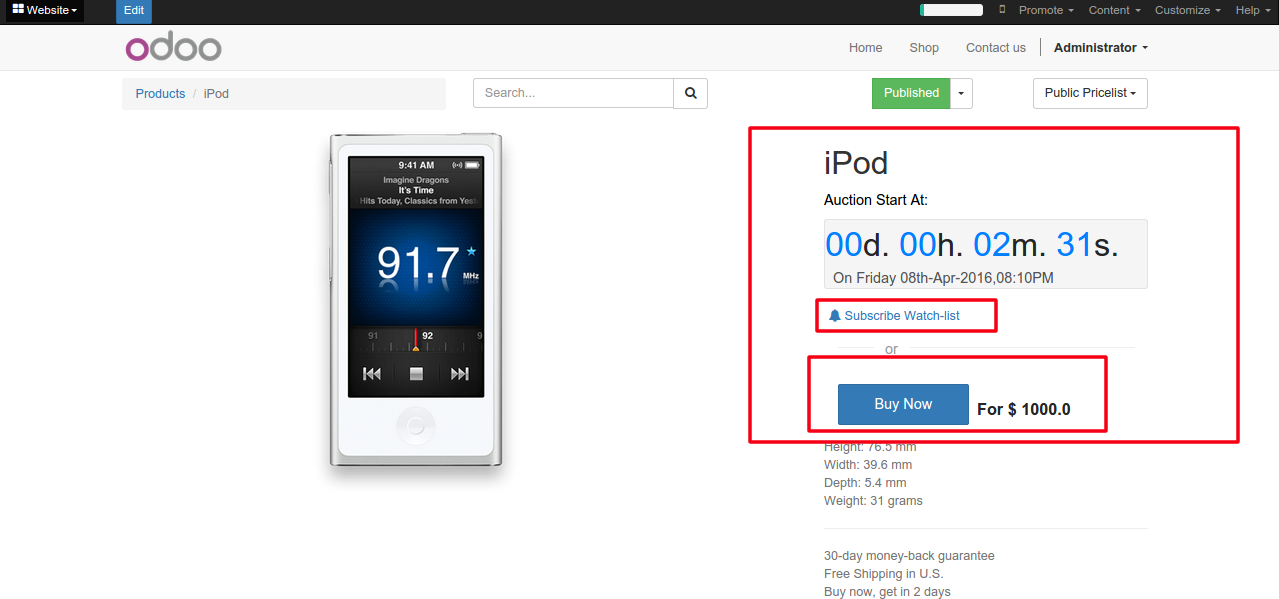 Website
Edit
Promote
Content
Customize
Help
odoo
Home
Shop
Contact us
Administrator
Products / iPod
Search...
Published
Public Pricelist
9:41 AM
Imagine Dragons
It's Time
Hits Today, Classics from
91.7
MHz
91
92
9
iPod
Auction Start At:
00d. 00h. 02m. 31s.
On Friday 08th-Apr-2016,08:10PM
Subscribe Watch-list
or
Buy Now
For $ 1000.0
Height: 76.5 mm
Width: 39.6 mm
Depth: 5.4 mm
Weight: 31 grams
30-day money-back guarantee
Free Shipping in U.S.
Buy now, get in 2 days